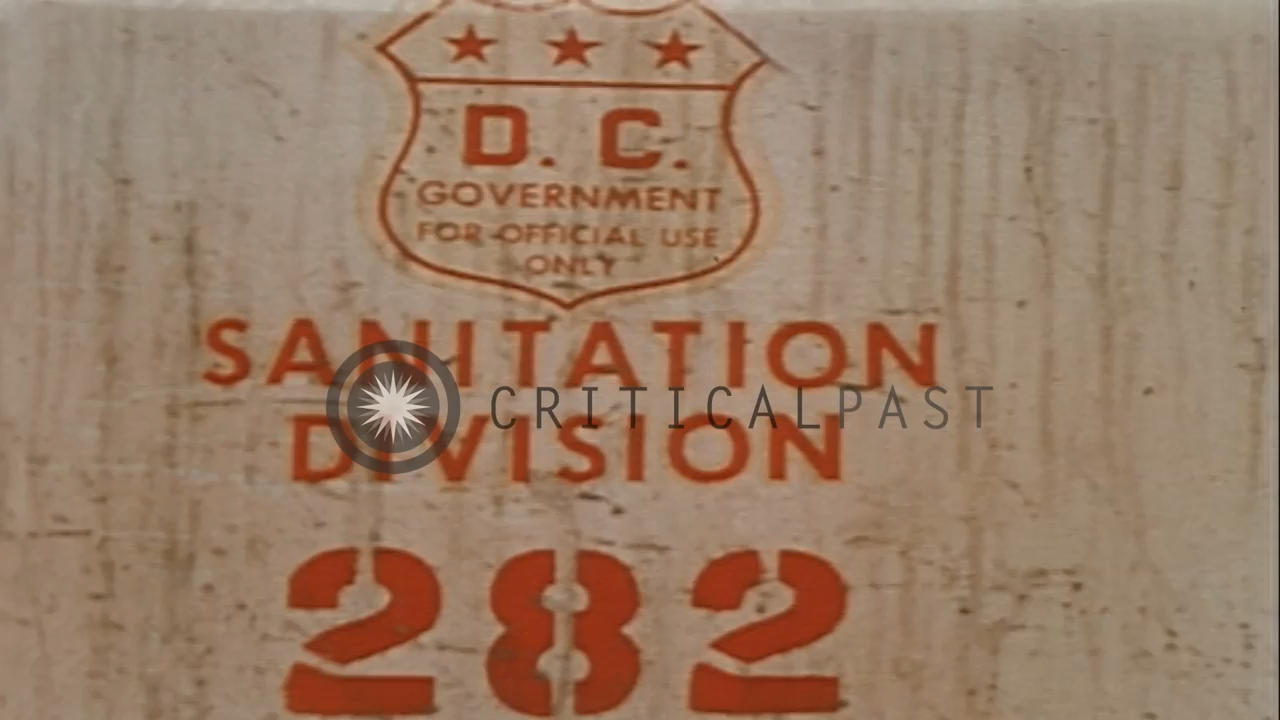 D. C.
GOVERNMENT
FOR OFFICIAL USE
ONLY
SANITATION
CRITICALPAST
DIVISION
282